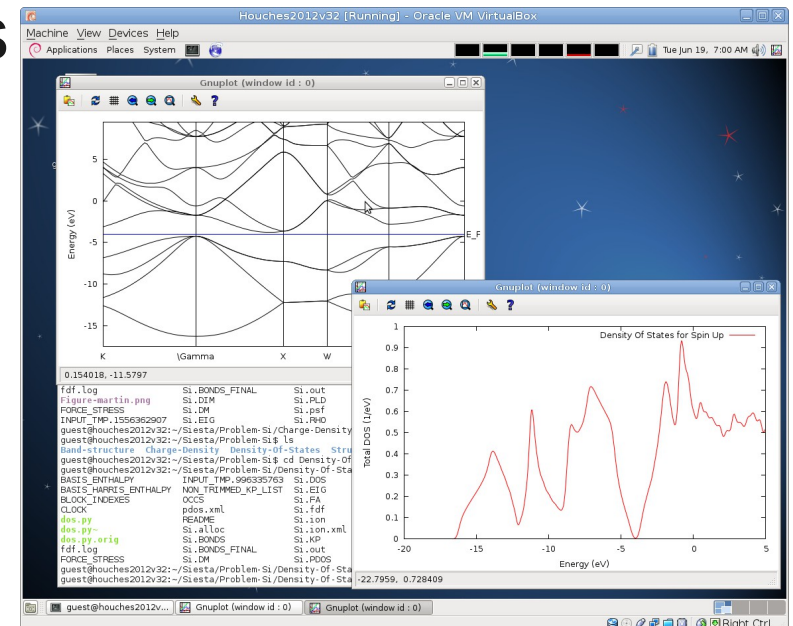 S
Houches2012v32 [Running] - Oracle VM VirtualBox
Machine View Devices Help
Applications Places System
Tue Jun 19, 7:00 AM
Gnuplot (window id : 0)
5
0
-5
-10
-15
Energy (eV)
E_F
K \Gamma X W
0.154018, -11.5797
Gnuplot (window id : 0)
Density Of States for Spin Up
1
0.9
0.8
0.7
0.6
0.5
0.4
0.3
0.2
0.1
0
Total DOS (1/eV)
-20 -15 -10 -5 0 5
Energy (eV)
-22.7959, 0.728409
fdf.log Si.BONDS_FINAL Si.out
Figure-martin.png Si.DIM Si.PLD
FORCE_STRESS Si.DM Si.psf
INPUT_TMP.1556362907 Si.EIG Si.RHO
guest@houches2012v32:~/Siesta/Problem-Si/Charge-Density
guest@houches2012v32:~/Siesta/Problem-Si$ ls
Band-structure Charge-Density Density-Of-States Stru
guest@houches2012v32:~/Siesta/Problem-Si$ cd Density-Of
guest@houches2012v32:~/Siesta/Problem-Si/Density-Of-Sta
BASIS_ENTHALPY INPUT_TMP.996335763 Si.DOS
BASIS_HARRIS_ENTHALPY NON_TRIMMED_KP_LIST Si.EIG
BLOCK_INDEXES OCCS Si.FA
CLOCK pdos.xml Si.fdf
dos.py README Si.ion
dos.py~ Si.alloc Si.ion.xml
dos.py.orig Si.BONDS Si.KP
fdf.log Si.BONDS_FINAL Si.out
FORCE_STRESS Si.DM Si.PDOS
guest@houches2012v32:~/Siesta/Problem-Si/Density-Of-Sta
guest@houches2012v32:~/Siesta/Problem-Si/Density-Of-Sta
guest@houches2012v... Gnuplot (window id : 0) Gnuplot (window id : 0)
Right Ctrl